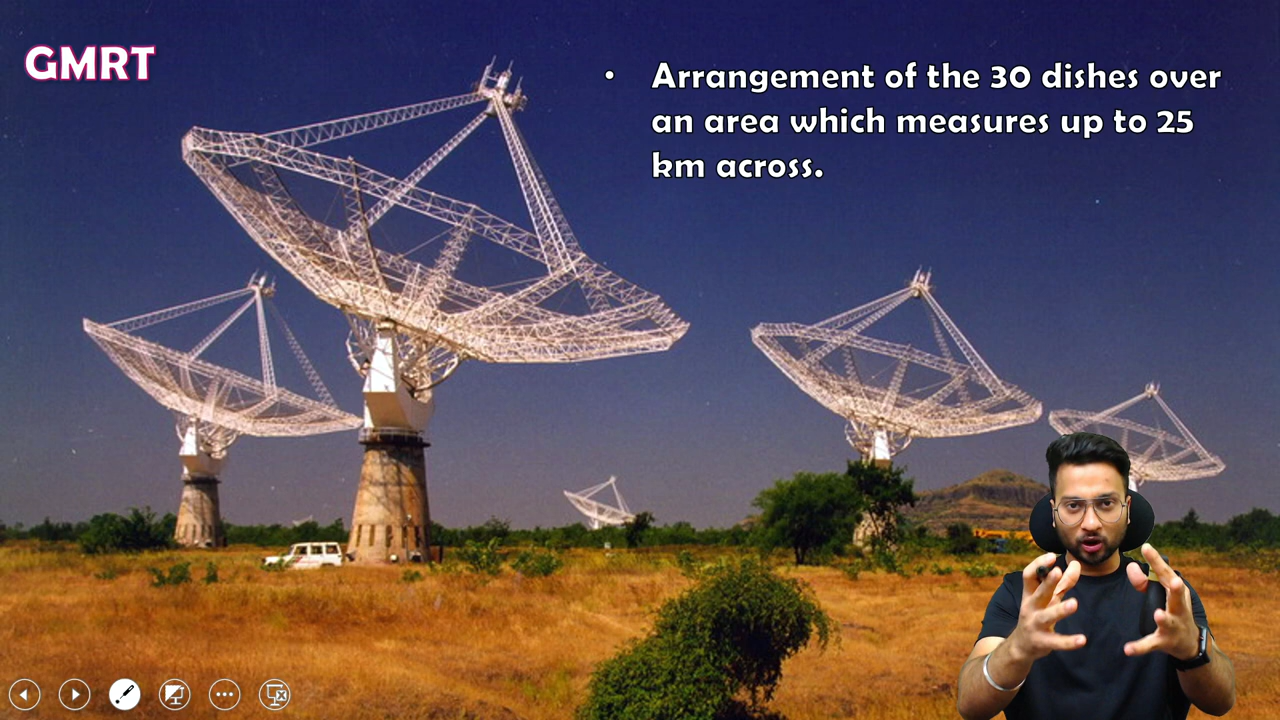 GMRT
• Arrangement of the 30 dishes over
an area which measures up to 25
km across.